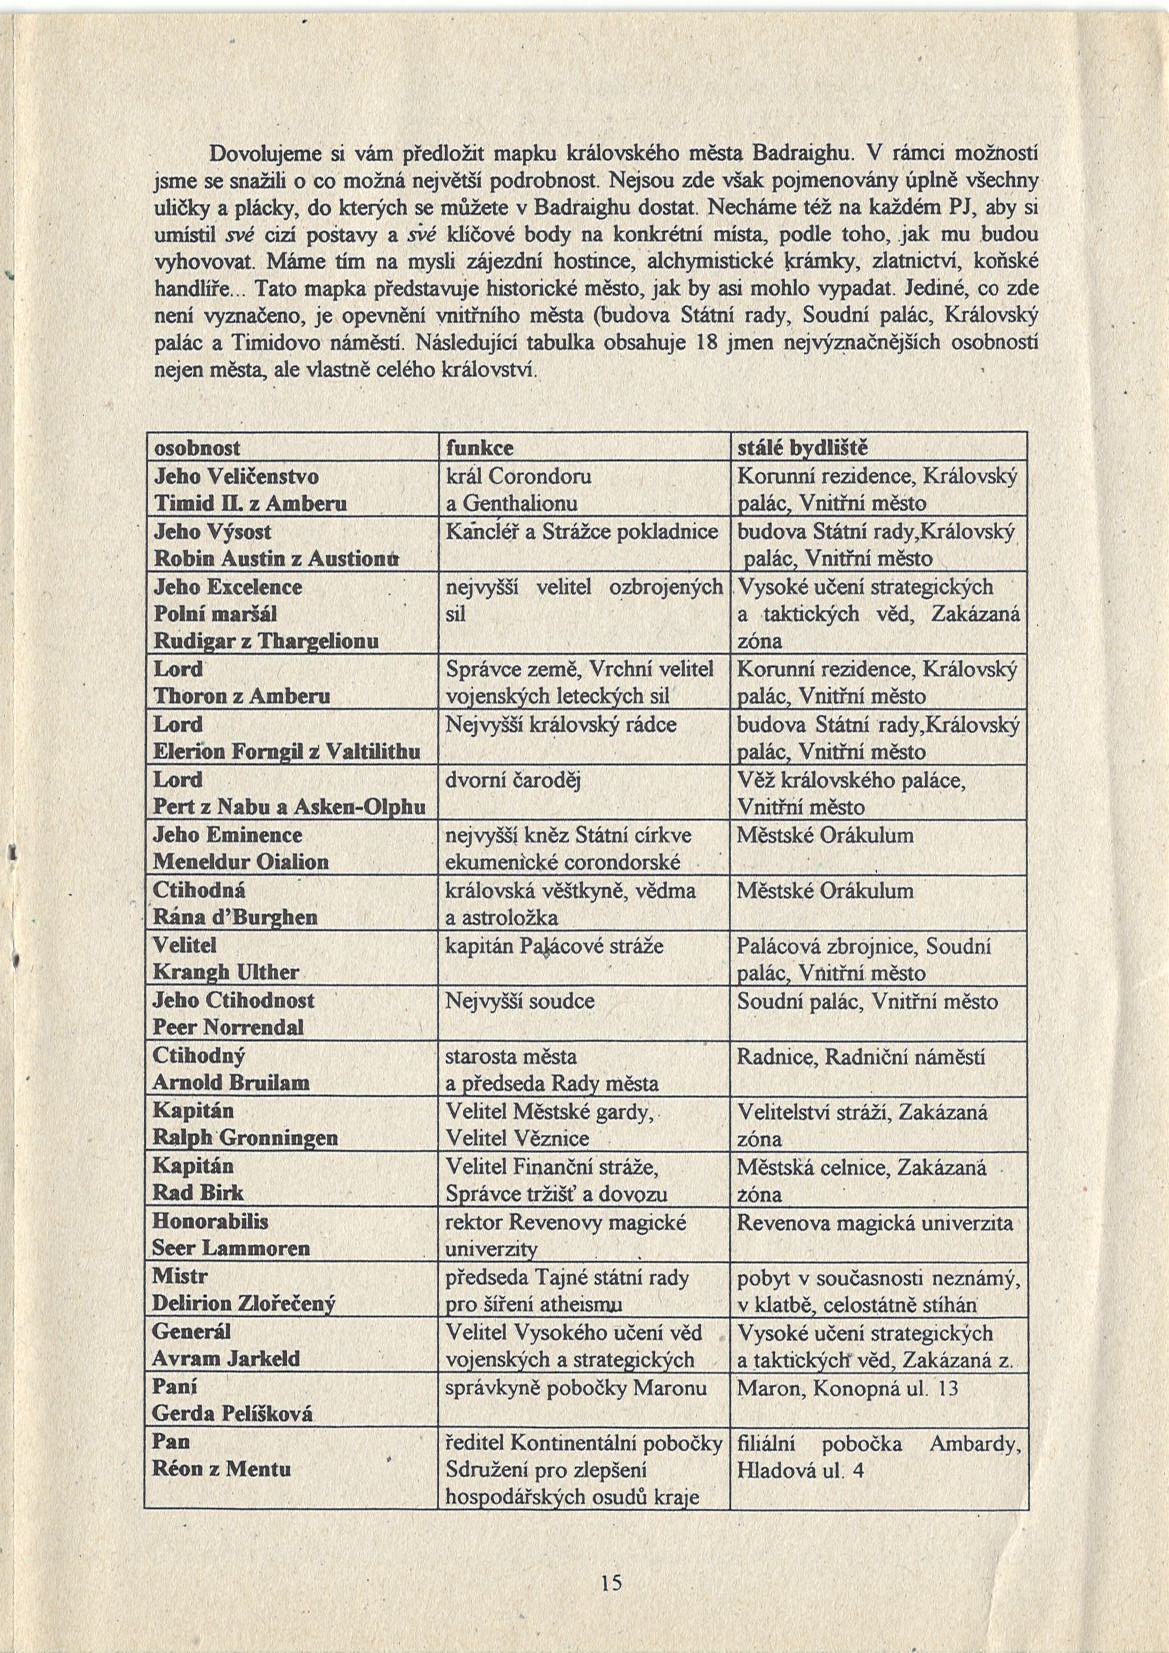 Dovolujeme si vám předložit mapku královského města Badraighu. V rámci možností
jsme se snažili o co možná největší podrobnost. Nejsou zde však pojmenovány úplně všechny
uličky a plácky, do kterých se můžete v Badraighu dostat. Necháme též na každém PJ, aby si
umístil své cizí postavy a své klíčové body na konkrétní místa, podle toho, jak mu budou
vyhovovat. Máme tím na mysli zájezdní hostince, alchymistické krámky, zlatnictví, koňské
handlíře... Tato mapka představuje historické město, jak by asi mohlo vypadat. Jediné, co zde
není vyznačeno, je opevnění vnitřního města (budova Státní rady, Soudní palác, Královský
palác a Timidovo náměstí. Následující tabulka obsahuje 18 jmen nejvýznačnějších osobností
nejen města, ale vlastně celého království.
osobnost funkce stálé bydliště
Jeho Veličenstvo král Corondoru Korunní rezidence, Královský
Timid II. z Amberu a Genthalionu palác, Vnitřní město
Jeho Výsost Kancléř a Strážce pokladnice budova Státní rady,Královský
Robin Austin z Austionu palác, Vnitřní město
Jeho Excelence nejvyšší velitel ozbrojených Vysoké učení strategických
Polní maršál sil a taktických věd, Zakázaná
Rudigar z Thargelionu zóna
Lord Správce země, Vrchní velitel Korunní rezidence, Královský
Thoron z Amberu vojenských leteckých sil palác, Vnitřní město
Lord Nejvyšší královský rádce budova Státní rady,Královský
Elerion Forngil z Valtilithu palác, Vnitřní město
Lord dvorní čaroděj Věž královského paláce,
Pert z Nabu a Asken-Olphu Vnitřní město
Jeho Eminence nejvyšší kněz Státní církve Městské Orákulum
Meneldur Oialion ekumenické corondorské
Ctihodná královská věštkyně, vědma Městské Orákulum
Rána d'Burghen a astroložka
Velitel kapitán Palácové stráže Palácová zbrojnice, Soudní
Krangh Ulther palác, Vnitřní město
Jeho Ctihodnost Nejvyšší soudce Soudní palác, Vnitřní město
Peer Norrendal
Ctihodný starosta města Radnice, Radniční náměstí
Arnold Bruilam a předseda Rady města
Kapitán Velitel Městské gardy, Velitelství stráží, Zakázaná
Ralph Gronningen Velitel Věznice zóna
Kapitán Velitel Finanční stráže, Městská celnice, Zakázaná
Rad Birk Správce tržišť a dovozu zóna
Honorabilis rektor Revenovy magické Revenova magická univerzita
Seer Lammoren univerzity
Mistr předseda Tajné státní rady pobyt v současnosti neznámý,
Delirion Zlořečený pro šíření atheismu v klatbě, celostátně stíhán
Generál Velitel Vysokého učení věd Vysoké učení strategických
Avram Jarkeld vojenských a strategických a taktických věd, Zakázaná z.
Paní správkyně pobočky Maronu Maron, Konopná ul. 13
Gerda Pelíšková
Pan ředitel Kontinentální pobočky filiální pobočka Ambardy,
Réon z Mentu Sdružení pro zlepšení Hladová ul. 4
hospodářských osudů kraje
15